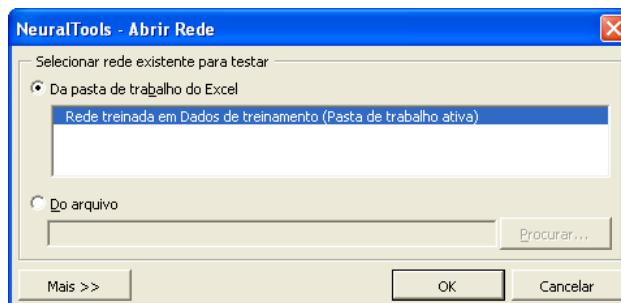 NeuralTools - Abrir Rede
Selecionar rede existente para testar
Da pasta de trabalho do Excel
Rede treinada em Dados de treinamento (Pasta de trabalho ativa)
Do arquivo
Procurar...
Mais >>
OK
Cancelar